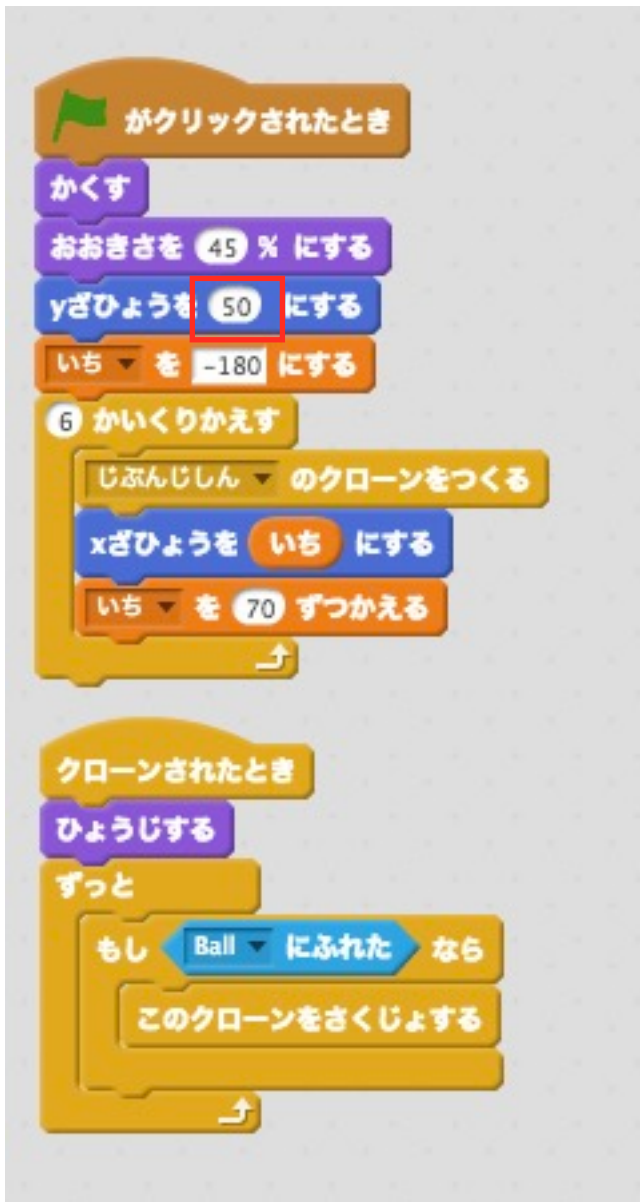 がクリックされたとき
かくす
おおきさを 45 % にする
yざひょうを 50 にする
いち を -180 にする
6 かいくりかえす
じぶんじしん のクローンをつくる
xざひょうを いち にする
いち を 70 ずつかえる
クローンされたとき
ひょうじする
ずっと
もし Ball にふれた なら
このクローンをさくじょする